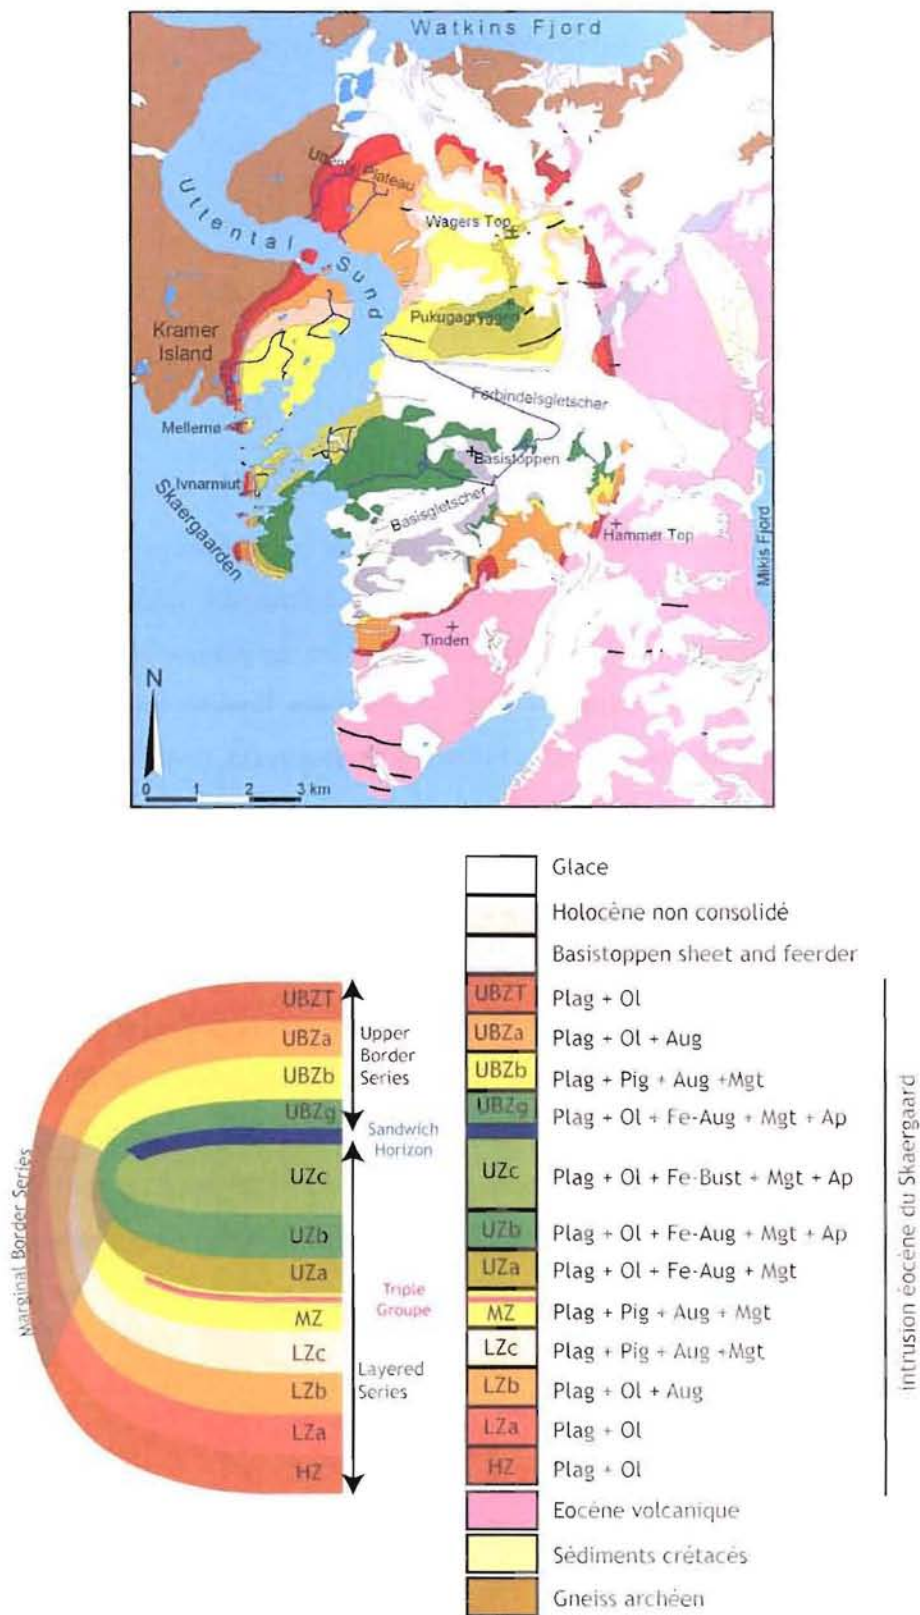 Watkins Fjord
Plateau
Uttental Sund
Wagers Top
Kramer
Island
Pukugagryggen
Forbindelsgletscher
Mellemø
Basistoppen
Ivnarmiut
Skaergaarden
Basisgletscher
Hammer Top
Mikis Fjord
Tinden
N
0 1 2 3 km
Glace
Holocène non consolidé
Basistoppen sheet and feerder
UBZT
UBZa
UBZb
UBZg
UZc
UZb
UZa
MZ
LZc
LZb
LZa
HZ
Upper
Border
Series
Sandwich
Horizon
Triple
Groupe
Layered
Series
Marginal Border Series
UBZT Plag + Ol
UBZa Plag + Ol + Aug
UBZb Plag + Pig + Aug +Mgt
UBZg Plag + Ol + Fe-Aug + Mgt + Ap
UZc Plag + Ol + Fe-Bust + Mgt + Ap
UZb Plag + Ol + Fe-Aug + Mgt + Ap
UZa Plag + Ol + Fe-Aug + Mgt
MZ Plag + Pig + Aug + Mgt
LZc Plag + Pig + Aug +Mgt
LZb Plag + Ol + Aug
LZa Plag + Ol
HZ Plag + Ol
intrusion éocène du Skaergaard
Eocène volcanique
Sédiments crétacés
Gneiss archéen